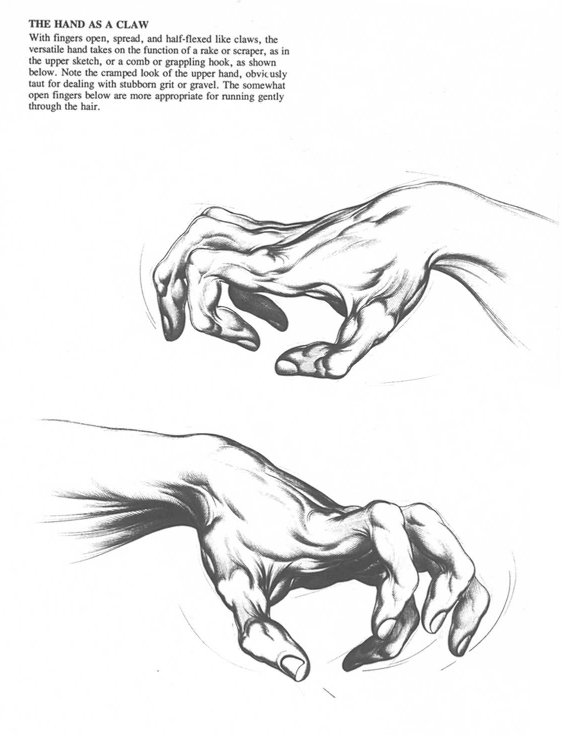 THE HAND AS A CLAW
With fingers open, spread, and half-flexed like claws, the
versatile hand takes on the function of a rake or scraper, as in
the upper sketch, or a comb or grappling hook, as shown
below. Note the cramped look of the upper hand, obviously
taut for dealing with stubborn grit or gravel. The somewhat
open fingers below are more appropriate for running gently
through the hair.